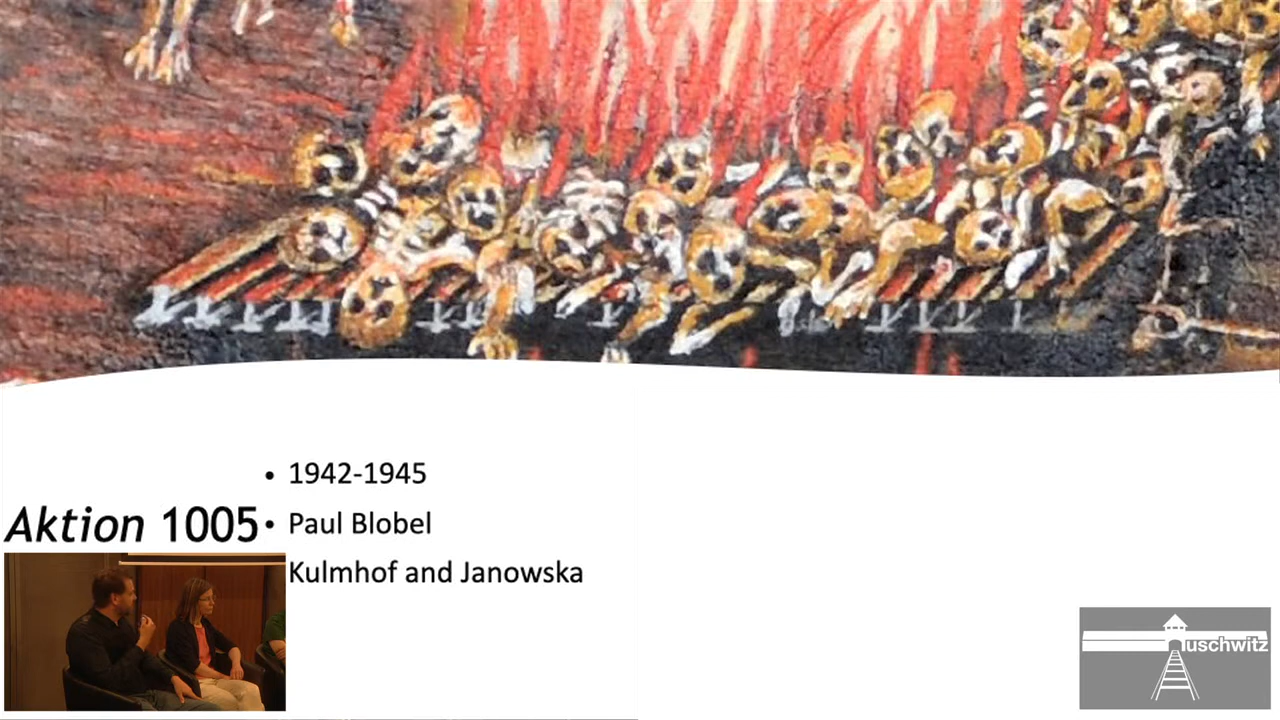 • 1942-1945
Aktion 1005
• Paul Blobel
Kulmhof and Janowska
uschwitz